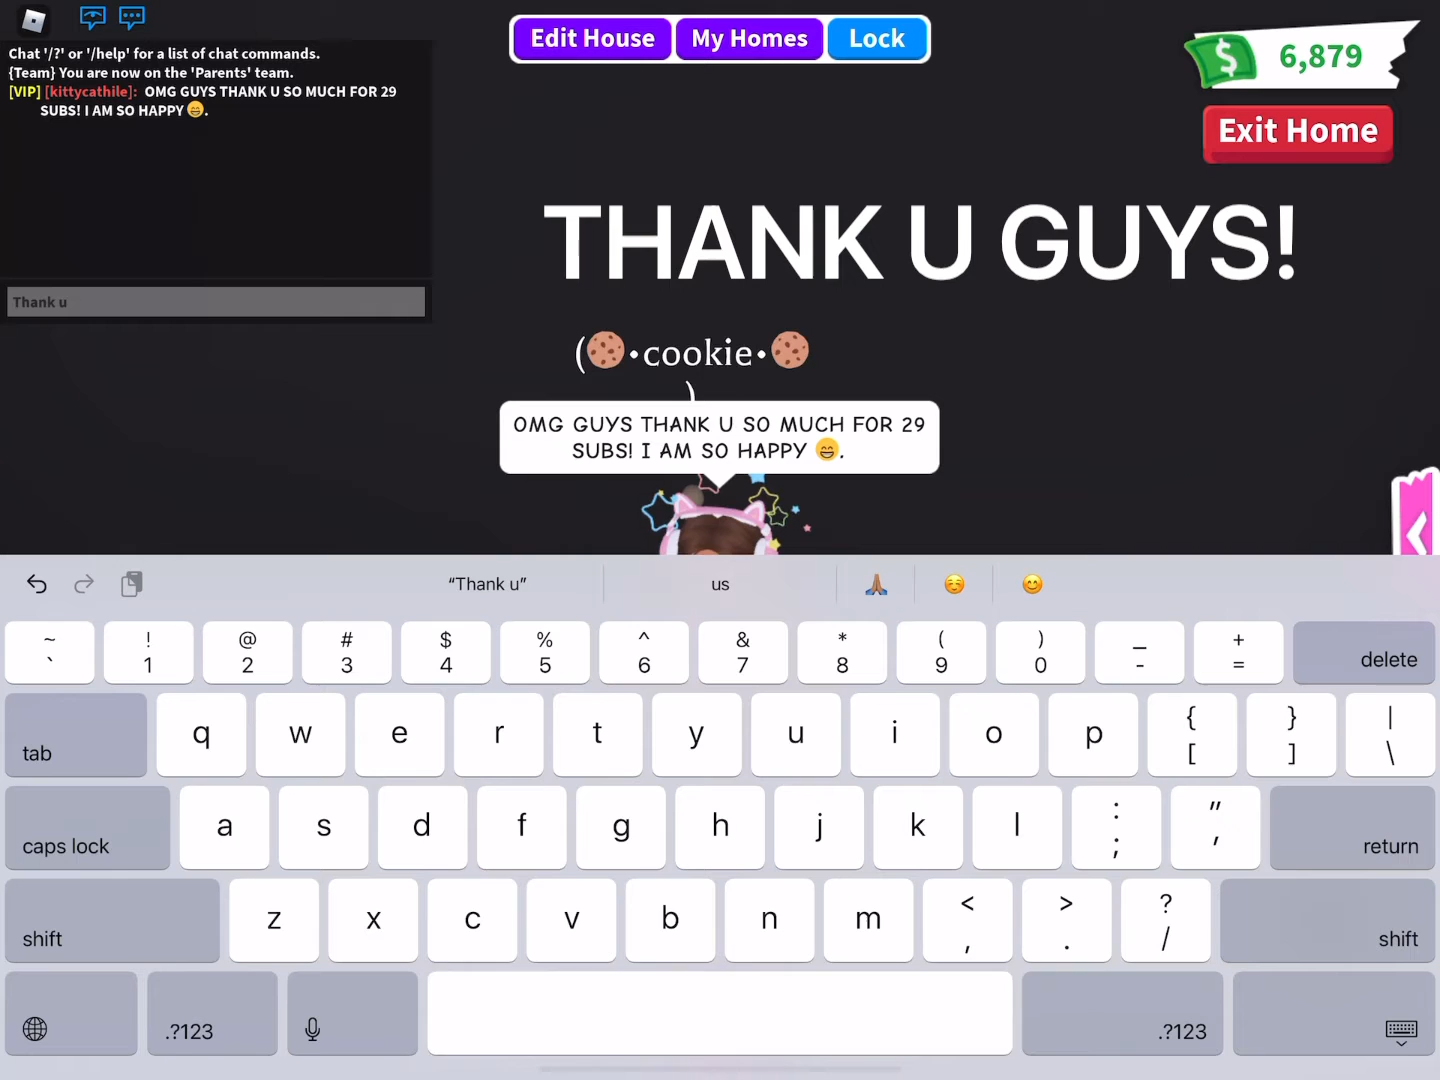 Edit House
My Homes
Lock
6,879
Exit Home
Chat '/?' or '/help' for a list of chat commands.
{Team} You are now on the 'Parents' team.
[VIP] [kittycathile]: OMG GUYS THANK U SO MUCH FOR 29
SUBS! I AM SO HAPPY 😁.
Thank u
THANK U GUYS!
(🍪•cookie•🍪
)
OMG GUYS THANK U SO MUCH FOR 29
SUBS! I AM SO HAPPY 😁.
“Thank u” us 🙏🏽 ☺️ 😊
~ ! @ # $ % ^ & * ( ) _ +
` 1 2 3 4 5 6 7 8 9 0 - = delete
tab q w e r t y u i o p { [ } ] | \
caps lock a s d f g h j k l : ; " ' return
shift z x c v b n m < , > . ? / shift
.?123 .?123